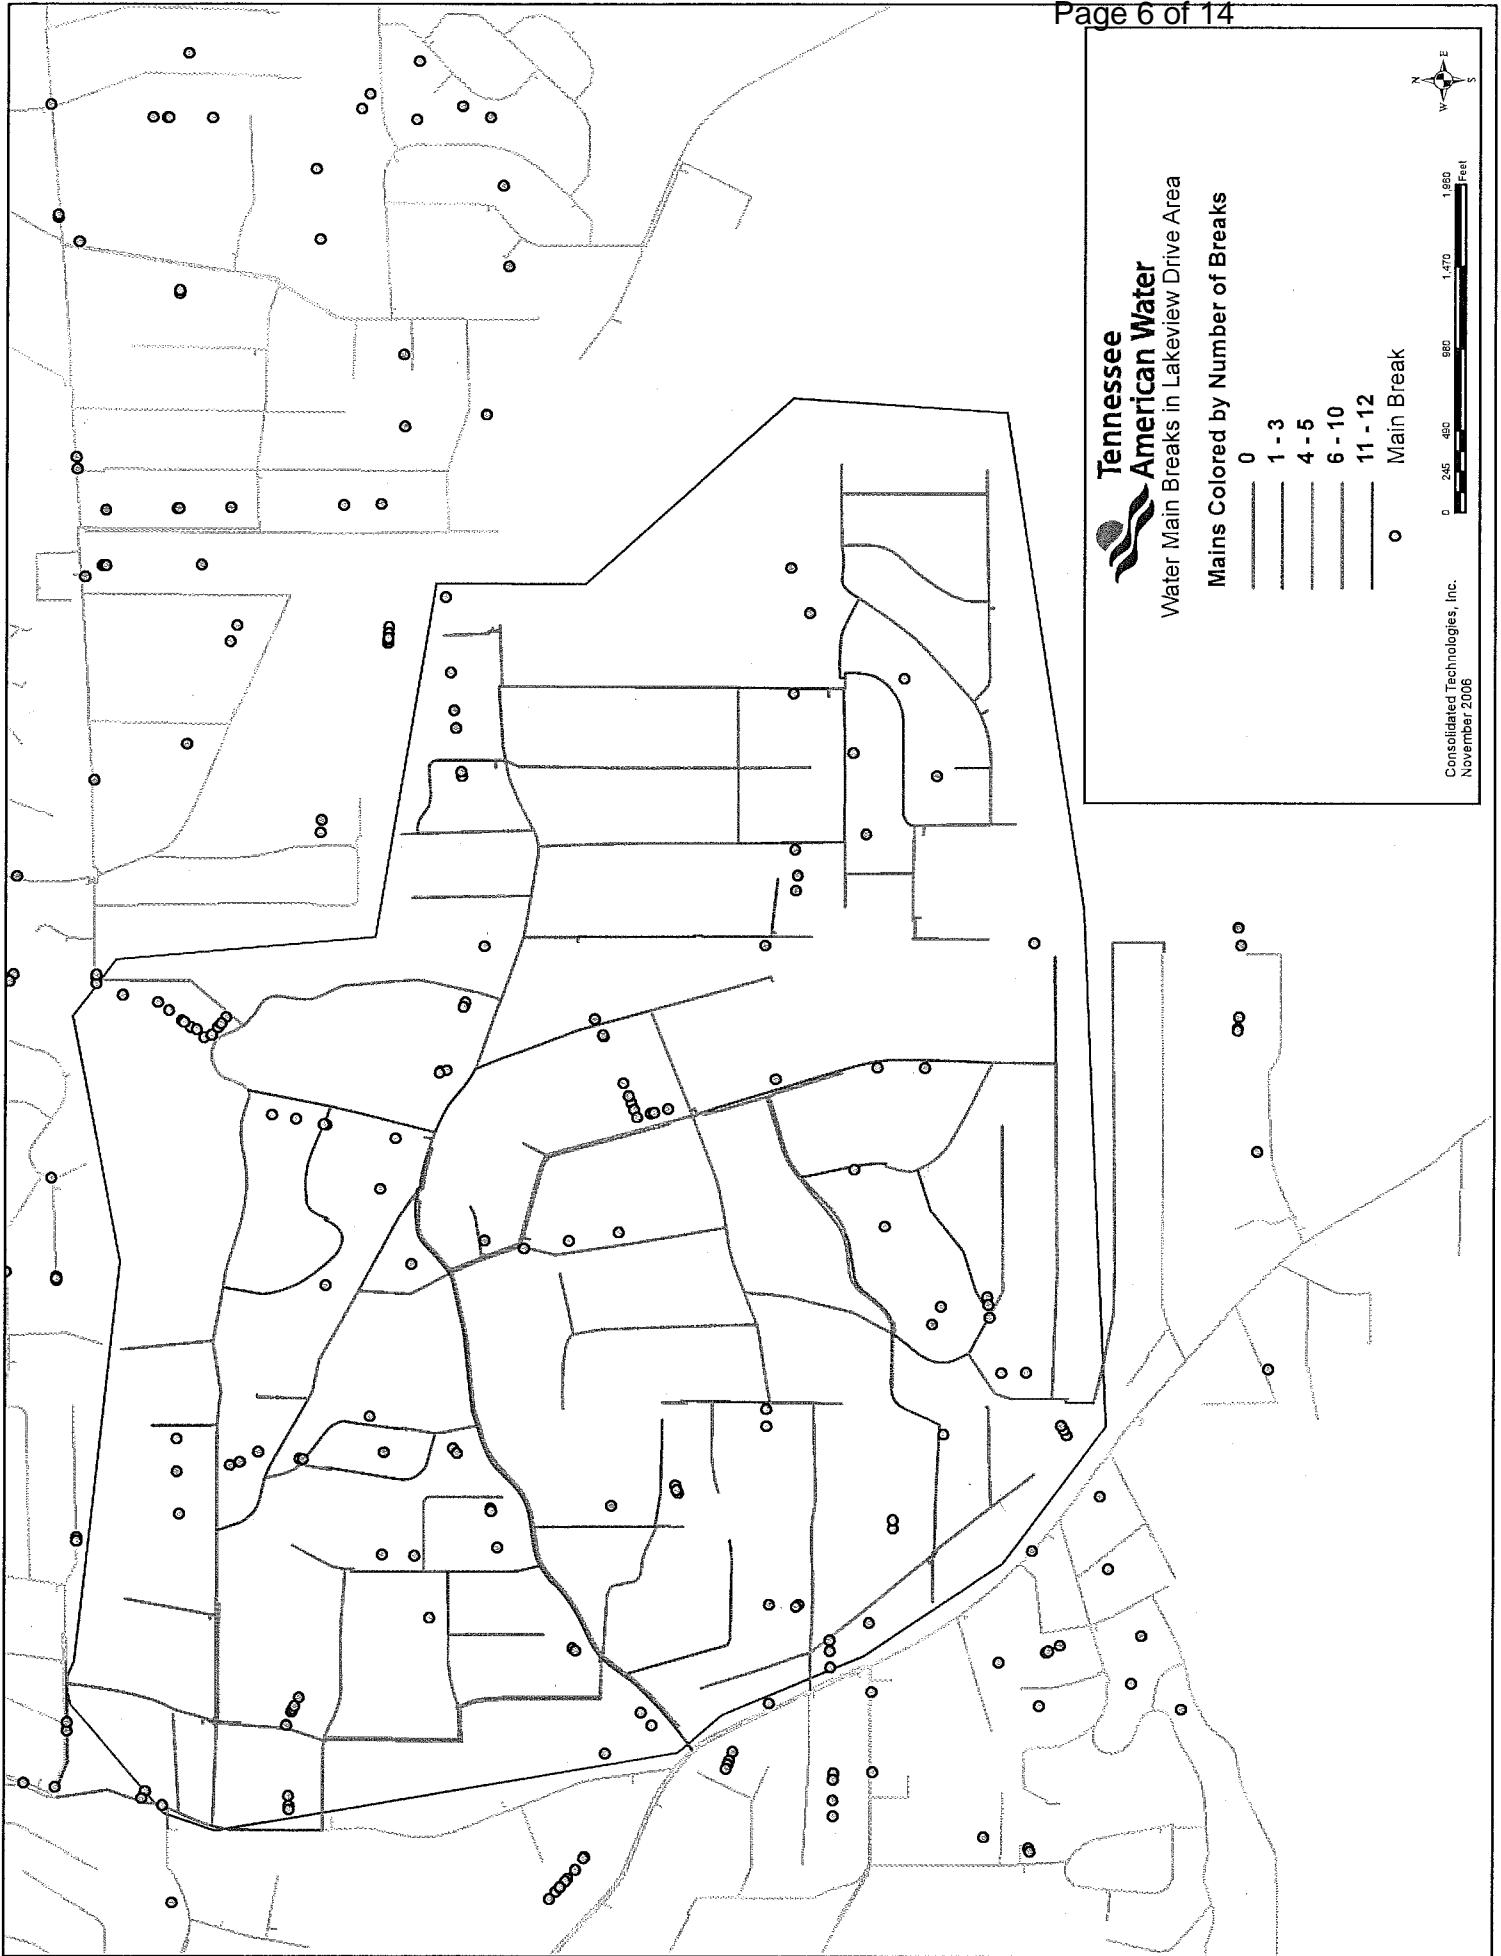 Page 6 of 14
Tennessee
American Water
Water Main Breaks in Lakeview Drive Area
Mains Colored by Number of Breaks
0
1 - 3
4 - 5
6 - 10
11 - 12
Main Break
N
W E
S
0 245 490 980 1,470 1,960
Feet
Consolidated Technologies, Inc.
November 2006